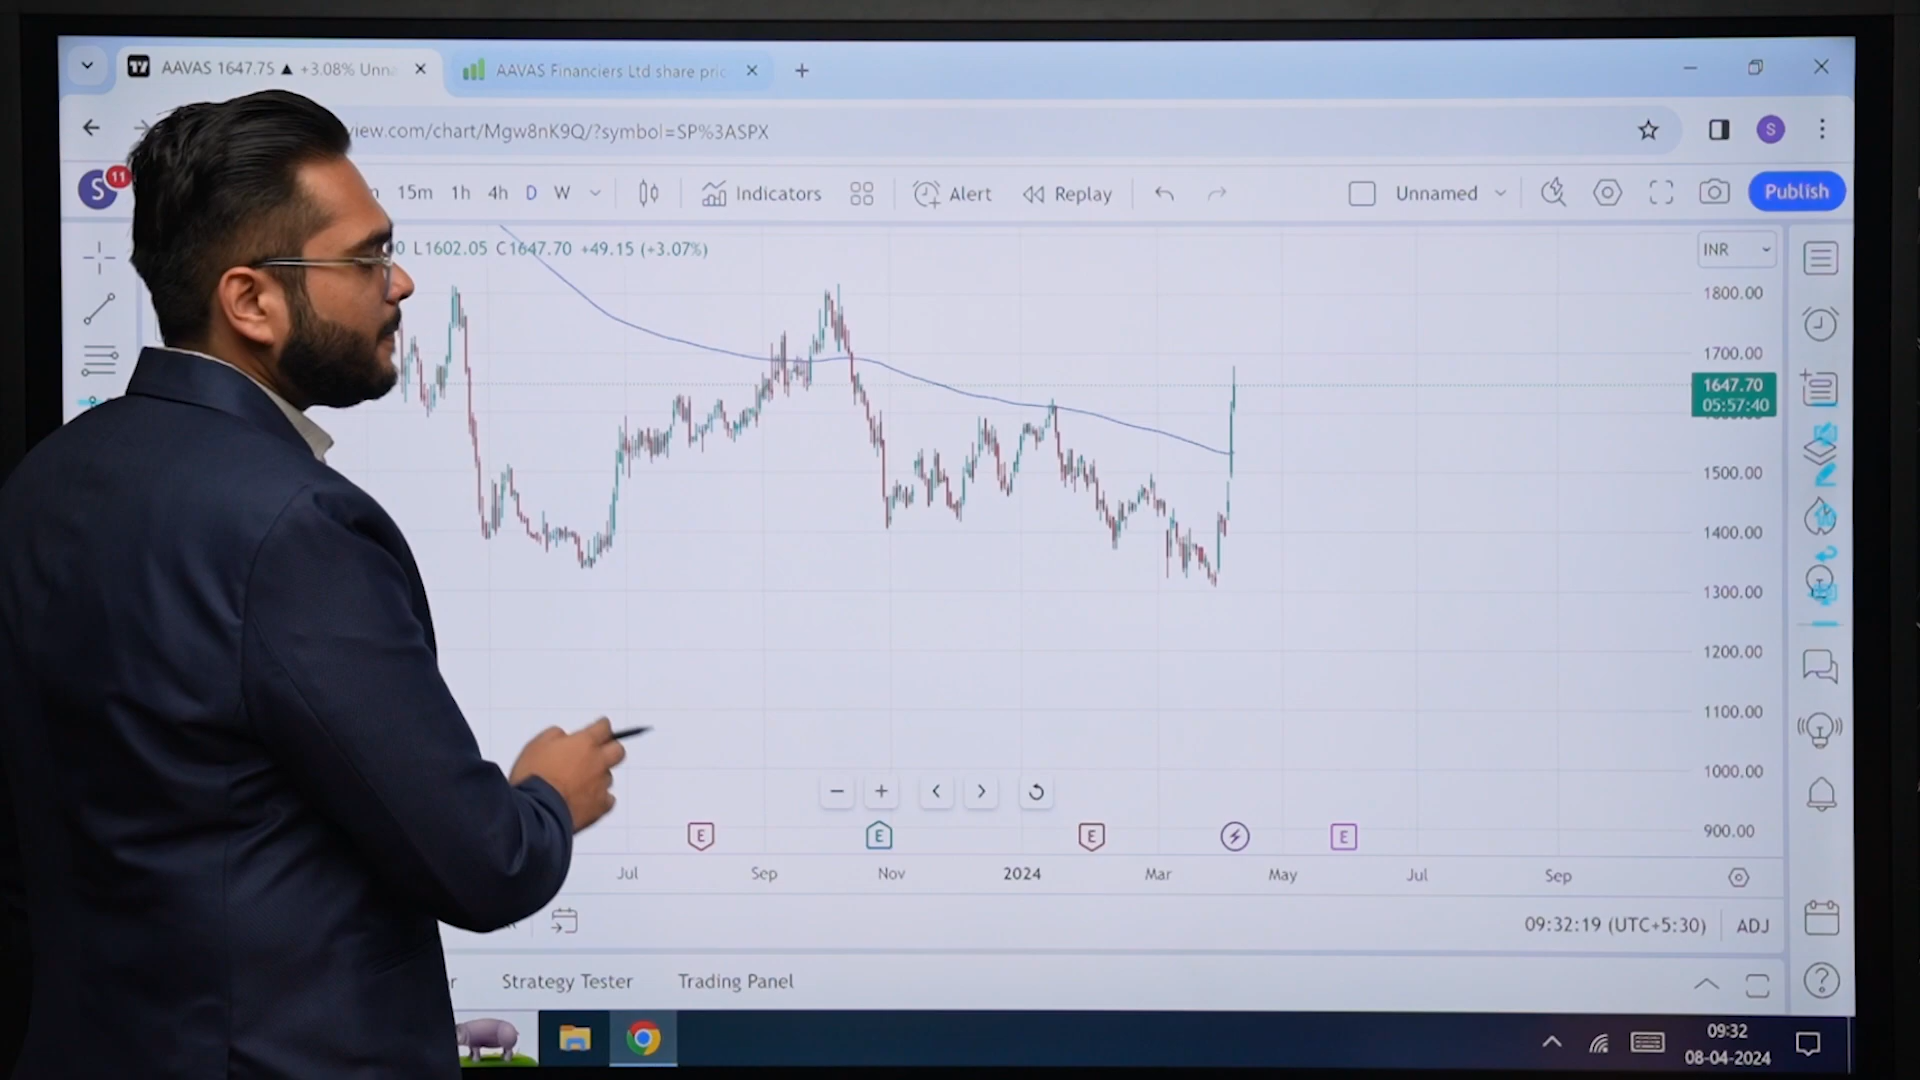 AAVAS 1647.75 ▲ +3.08% Unna
AAVAS Financiers Ltd share pric
iew.com/chart/Mgw8nK9Q/?symbol=SP%3ASPX
S
S
11
15m 1h 4h D W
Indicators
Alert
Replay
Unnamed
Publish
L1602.05 C1647.70 +49.15 (+3.07%)
INR
1800.00
1700.00
1647.70
05:57:40
1500.00
1400.00
1300.00
1200.00
1100.00
1000.00
900.00
E E E E
Jul Sep Nov 2024 Mar May Jul Sep
09:32:19 (UTC+5:30) ADJ
Strategy Tester Trading Panel
09:32
08-04-2024